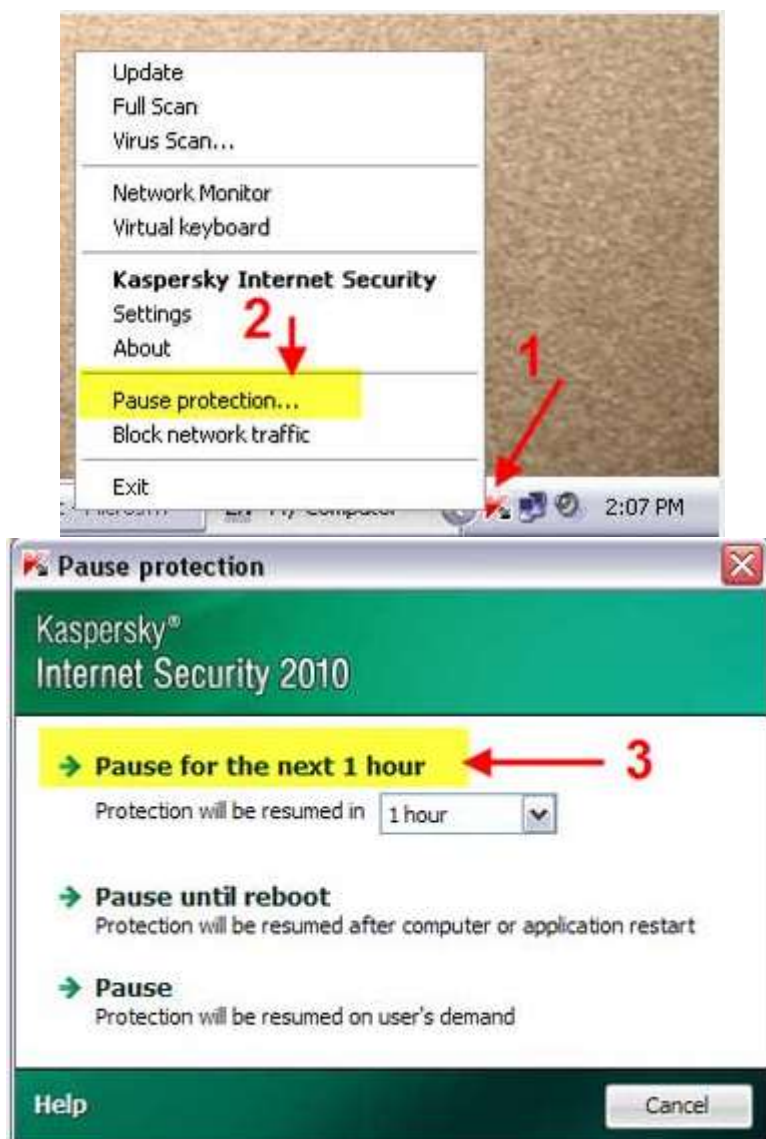 Update
Full Scan
Virus Scan...
Network Monitor
Virtual keyboard
Kaspersky Internet Security
Settings
2
About
1
Pause protection...
Block network traffic
Exit
My Computer
2:07 PM
Pause protection
Kaspersky®
Internet Security 2010
Pause for the next 1 hour
3
Protection will be resumed in 1 hour
Pause until reboot
Protection will be resumed after computer or application restart
Pause
Protection will be resumed on user's demand
Help
Cancel